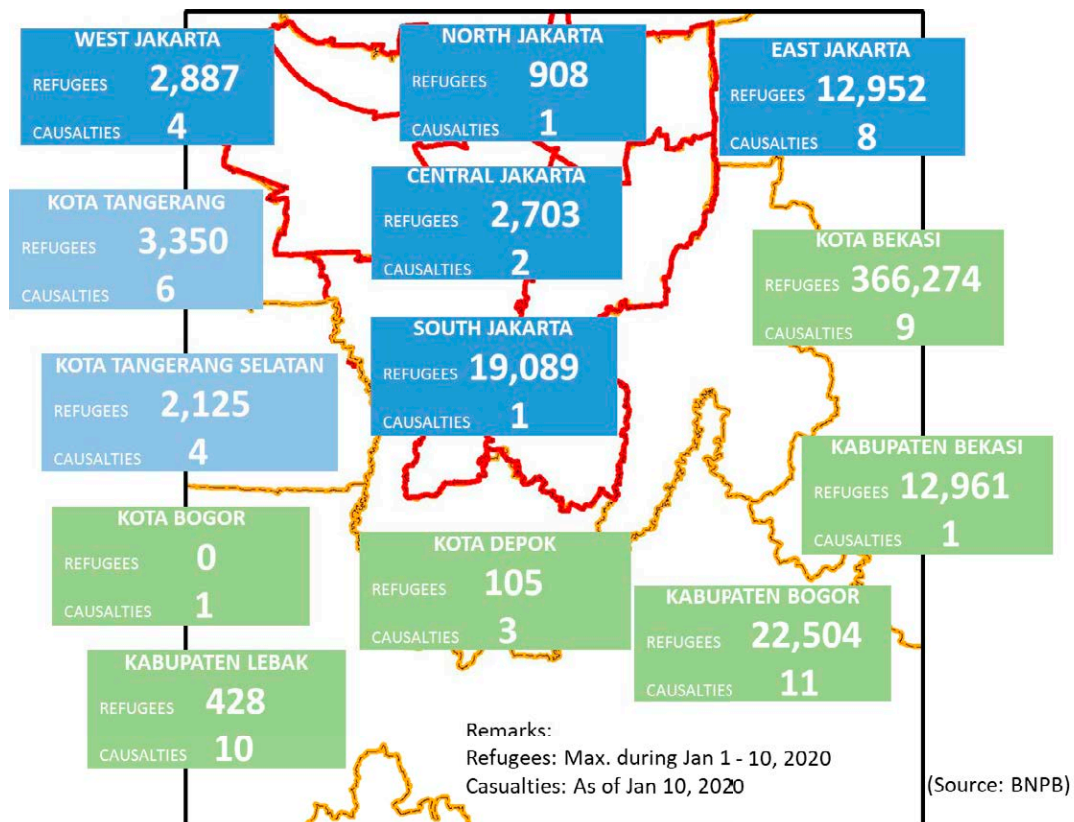 WEST JAKARTA
REFUGEES 2,887
CAUSALTIES 4
NORTH JAKARTA
REFUGEES 908
CAUSALTIES 1
EAST JAKARTA
REFUGEES 12,952
CAUSALTIES 8
KOTA TANGERANG
REFUGEES 3,350
CAUSALTIES 6
CENTRAL JAKARTA
REFUGEES 2,703
CAUSALTIES 2
KOTA BEKASI
REFUGEES 366,274
CAUSALTIES 9
KOTA TANGERANG SELATAN
REFUGEES 2,125
CAUSALTIES 4
SOUTH JAKARTA
REFUGEES 19,089
CAUSALTIES 1
KABUPATEN BEKASI
REFUGEES 12,961
CAUSALTIES 1
KOTA BOGOR
REFUGEES 0
CAUSALTIES 1
KOTA DEPOK
REFUGEES 105
CAUSALTIES 3
KABUPATEN BOGOR
REFUGEES 22,504
CAUSALTIES 11
KABUPATEN LEBAK
REFUGEES 428
CAUSALTIES 10
Remarks:
Refugees: Max. during Jan 1 - 10, 2020
Casualties: As of Jan 10, 2020
(Source: BNPB)